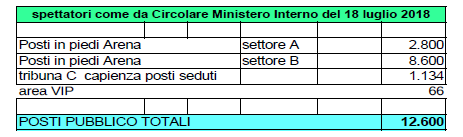 spettatori come da Circolare Ministero Interno del 18 luglio 2018
Posti in piedi Arena settore A 2.800
Posti in piedi Arena settore B 8.600
tribuna C capienza posti seduti 1.134
area VIP 66
POSTI PUBBLICO TOTALI 12.600